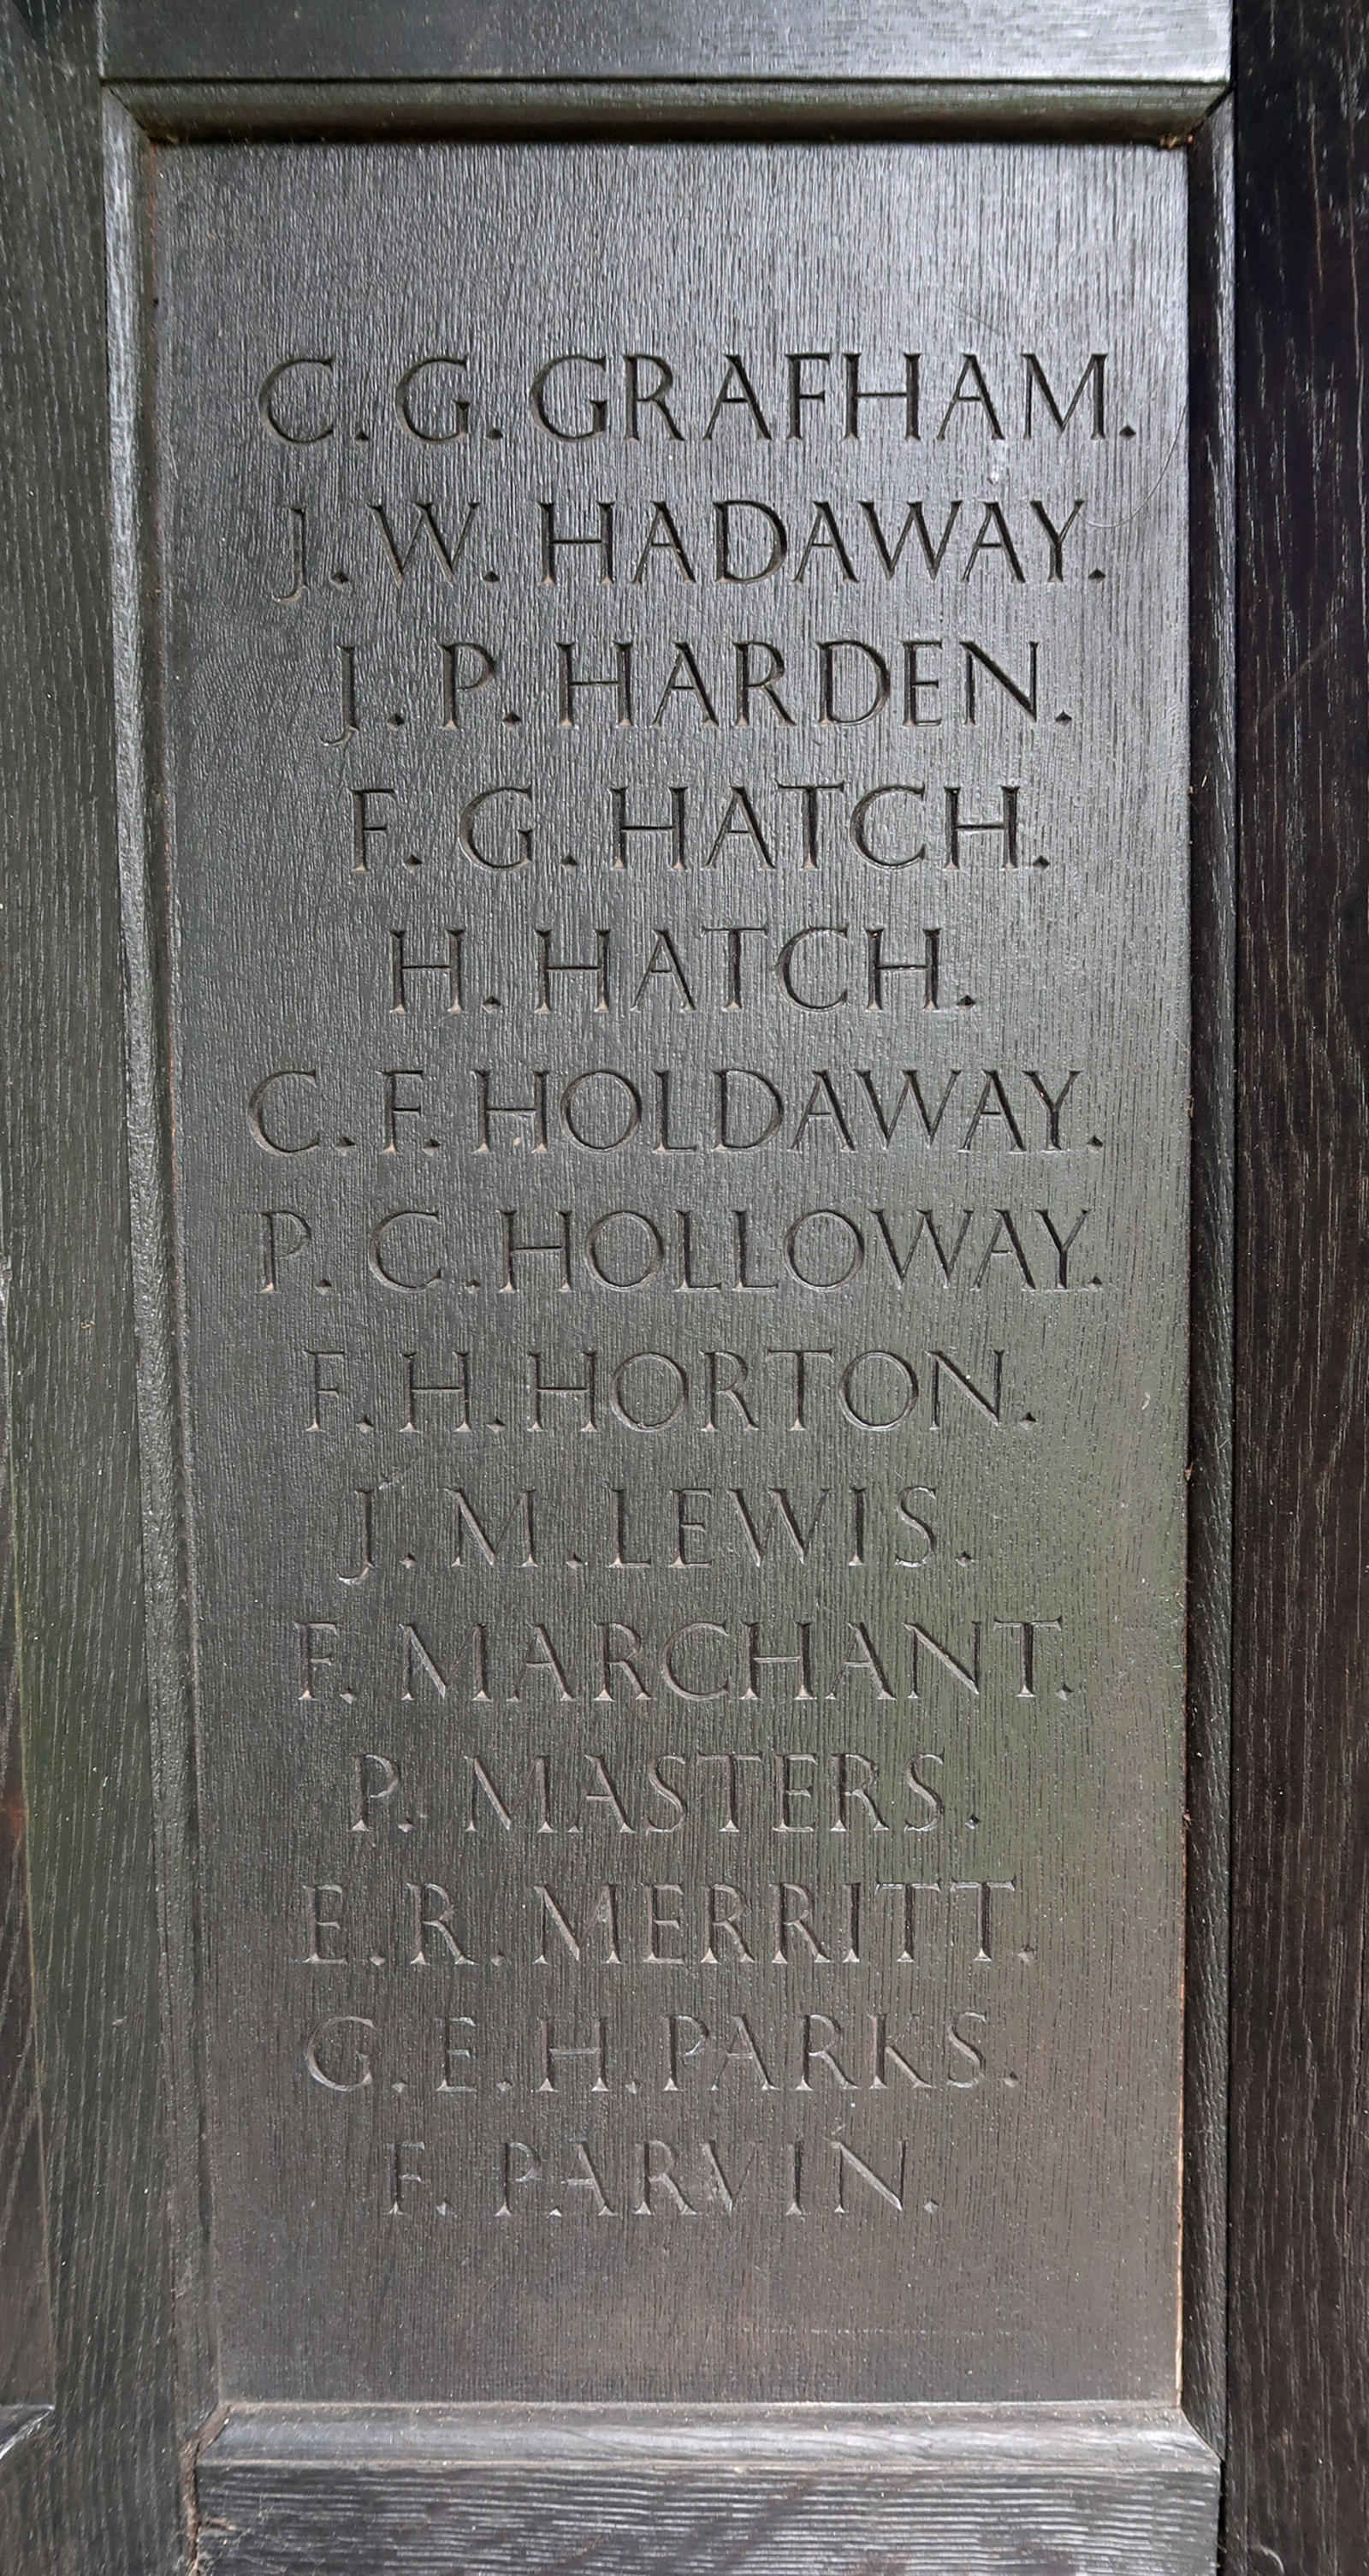 C. G. GRAFHAM.
J. W. HADAWAY.
J. P. HARDEN.
F. G. HATCH.
H. HATCH.
C. F. HOLDAWAY.
P. C. HOLLOWAY.
F. H. HORTON.
J. M. LEWIS.
F. MARCHANT.
P. MASTERS.
E. R. MERRITT.
G. E. H. PARKS.
F. PARVIN.